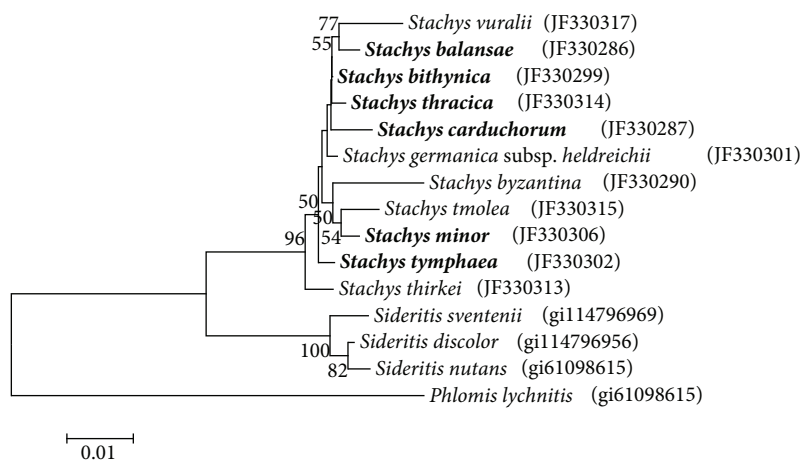 77 Stachys vuralii (JF330317)
55 Stachys balansae (JF330286)
Stachys bithynica (JF330299)
Stachys thracica (JF330314)
Stachys carduchorum (JF330287)
Stachys germanica subsp. heldreichii (JF330301)
Stachys byzantina (JF330290)
50 50 Stachys tmolea (JF330315)
96 54 Stachys minor (JF330306)
Stachys tymphaea (JF330302)
Stachys thirkei (JF330313)
Sideritis sventenii (gi114796969)
100 Sideritis discolor (gi114796956)
82 Sideritis nutans (gi61098615)
Phlomis lychnitis (gi61098615)
0.01